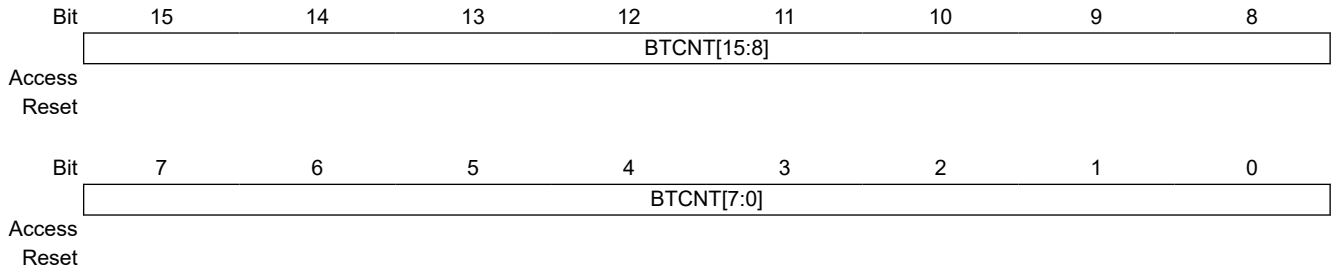 Bit 15 14 13 12 11 10 9 8
BTCNT[15:8]
Access
Reset
Bit 7 6 5 4 3 2 1 0
BTCNT[7:0]
Access
Reset